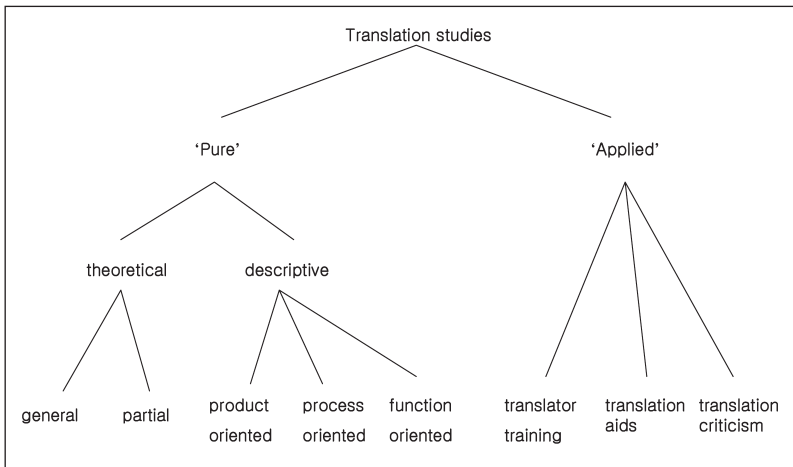 Translation studies
‘Pure’
‘Applied’
theoretical
descriptive
general
partial
product
oriented
process
oriented
function
oriented
translator
training
translation
aids
translation
criticism